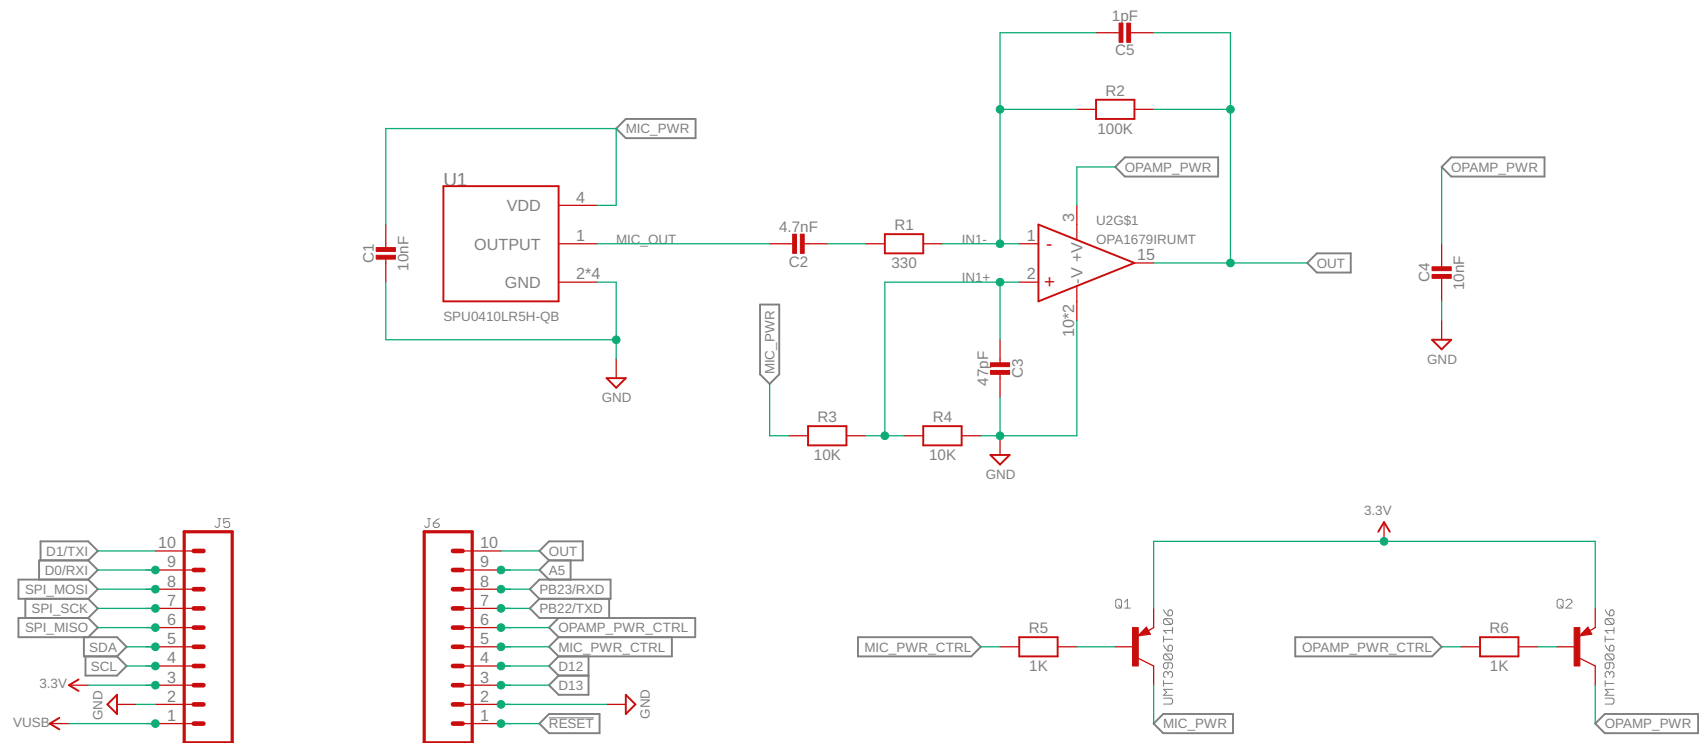 1pF
C5
R2
100K
MIC_PWR
OPAMP_PWR
OPAMP_PWR
U1
VDD
4
OUTPUT
1
MIC_OUT
GND
2*4
SPU0410LR5H-QB
C1
10nF
GND
4.7nF
C2
R1
330
IN1-
1
IN1+
2
-
+
3
+V
-V
10*2
U2G$1
OPA1679IRUMT
15
OUT
C4
10nF
GND
MIC_PWR
47pF
C3
R3
10K
R4
10K
GND
J5
D1/TXI 10
D0/RXI 9
SPI_MOSI 8
SPI_SCK 7
SPI_MISO 6
SDA 5
SCL 4
3.3V 3
GND 2
VUSB 1
J6
10 OUT
9 A5
8 PB23/RXD
7 PB22/TXD
6 OPAMP_PWR_CTRL
5 MIC_PWR_CTRL
4 D12
3 D13
2 GND
1 RESET
3.3V
Q1
UMT3906T106
MIC_PWR_CTRL
R5
1K
MIC_PWR
Q2
UMT3906T106
OPAMP_PWR_CTRL
R6
1K
OPAMP_PWR